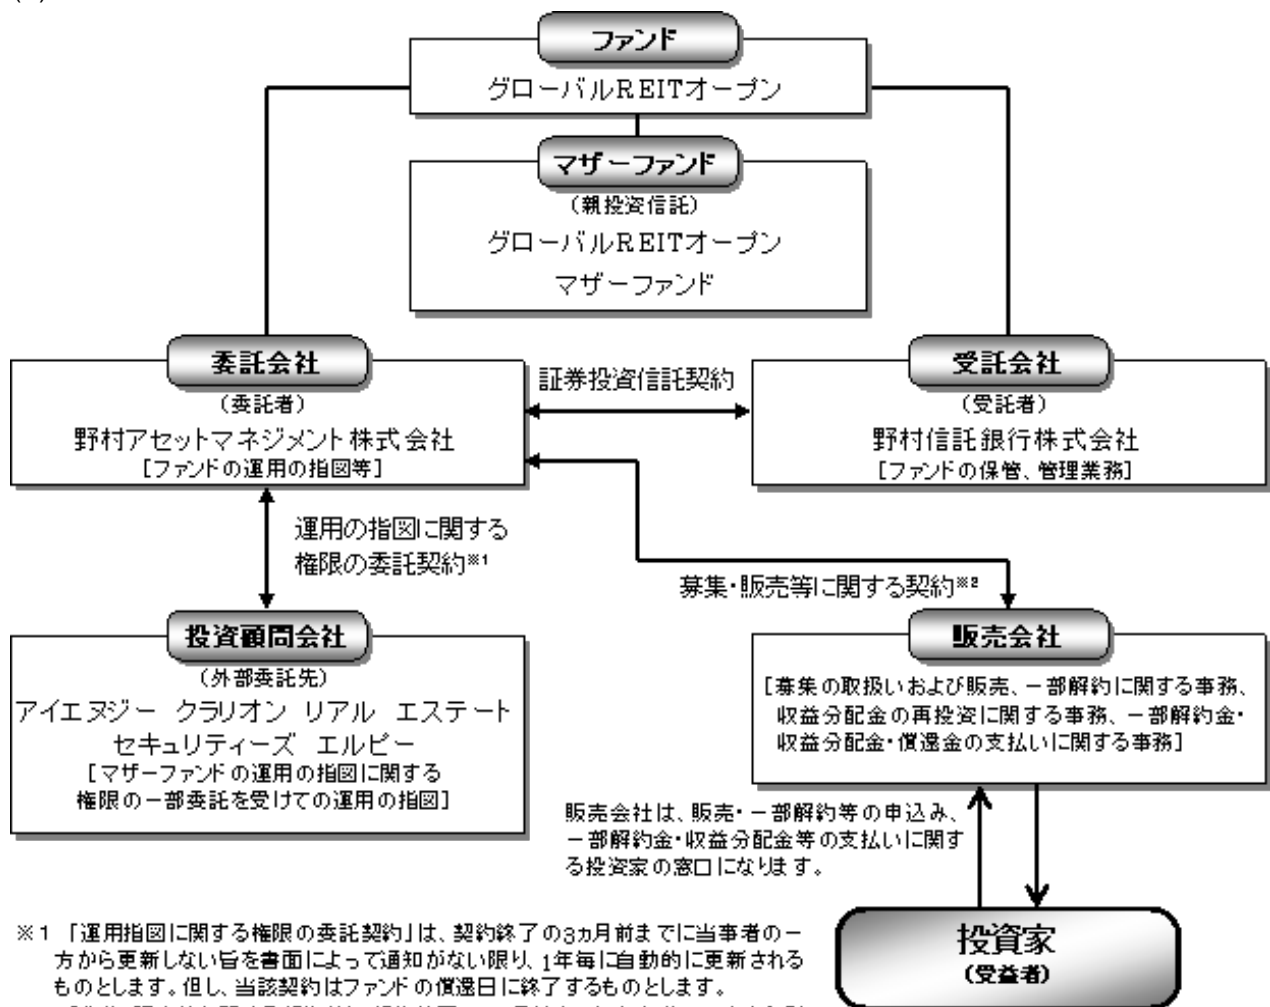 ファンド
グローバルREITオープン
マザーファンド
(親投資信託)
グローバルREITオープン
マザーファンド
委託会社
(委託者)
野村アセットマネジメント株式会社
[ファンドの運用の指図等]
証券投資信託契約
受託会社
(受託者)
野村信託銀行株式会社
[ファンドの保管、管理業務]
運用の指図に関する
権限の委託契約※1
募集・販売等に関する契約※2
投資顧問会社
(外部委託先)
アイエヌジー クラリオン リアル エステート
セキュリティーズ エルピー
[マザーファンドの運用の指図に関する
権限の一部委託を受けての運用の指図]
販売会社
[募集の取扱いおよび販売、一部解約に関する事務、
収益分配金の再投資に関する事務、一部解約金・
収益分配金・償還金の支払いに関する事務]
販売会社は、販売・一部解約等の申込み、
一部解約金・収益分配金等の支払いに関す
る投資家の窓口になります。
投資家
(受益者)
※1 「運用指図に関する権限の委託契約」は、契約終了の3ヵ月前までに当事者の一
方から更新しない旨を書面によって通知がない限り、1年毎に自動的に更新される
ものとします。但し、当該契約はファンドの償還日に終了するものとします。